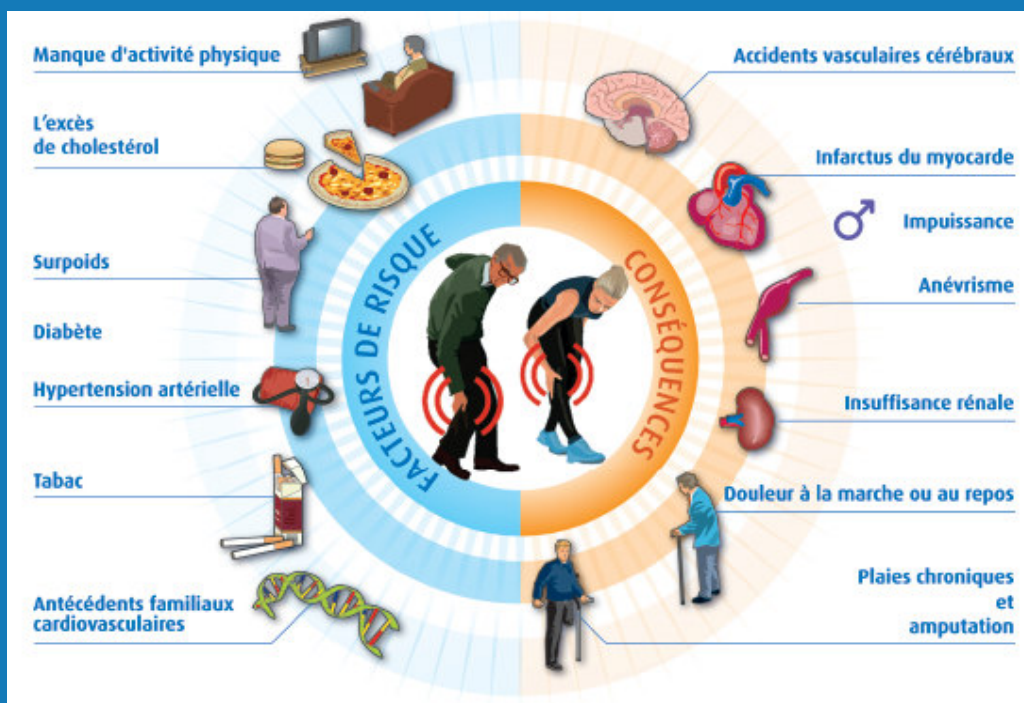 Manque d'activité physique
L'excès
de cholestérol
Surpoids
Diabète
Hypertension artérielle
Tabac
Antécédents familiaux
cardiovasculaires
FACTEURS DE RISQUE
CONSÉQUENCES
Accidents vasculaires cérébraux
Infarctus du myocarde
Impuissance
Anévrisme
Insuffisance rénale
Douleur à la marche ou au repos
Plaies chroniques
et
amputation